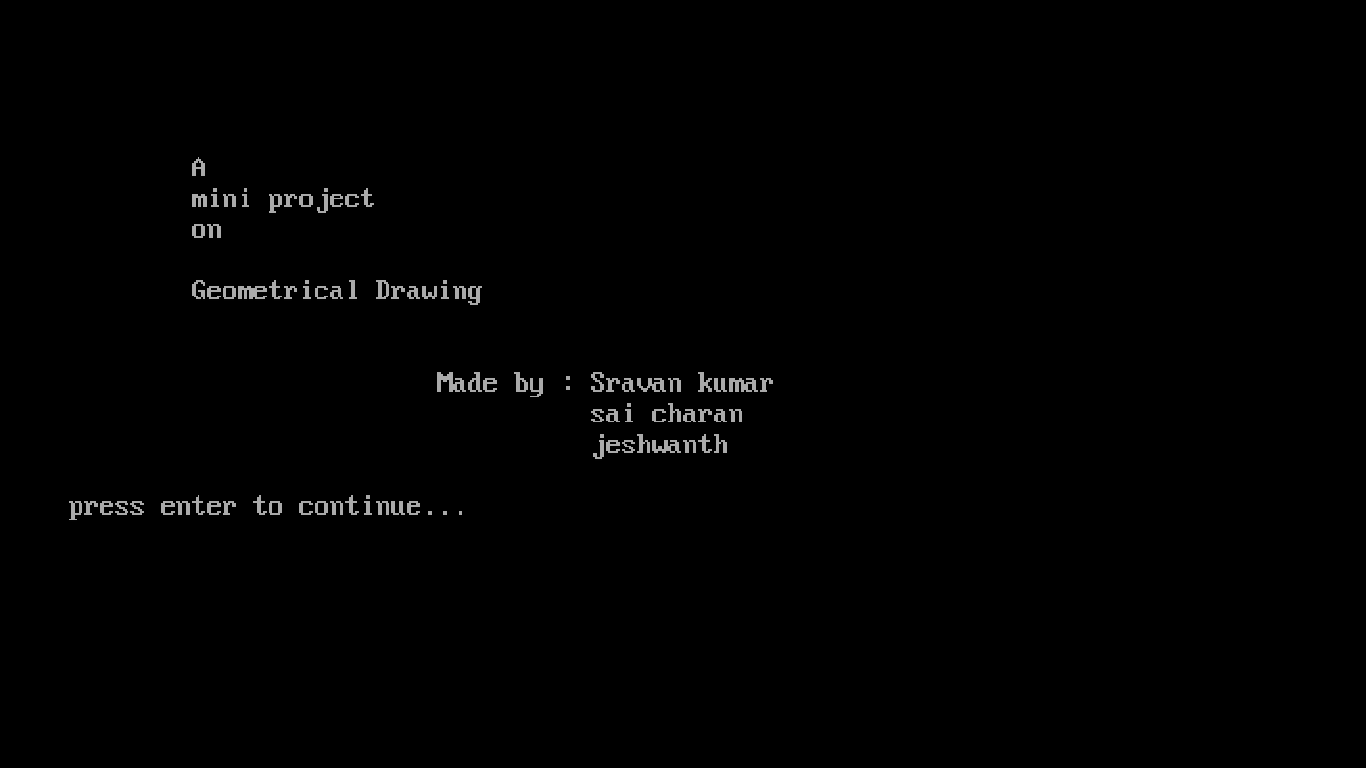 A
mini project
on
Geometrical Drawing
Made by : Sravan kumar
sai charan
jeshwanth
press enter to continue...